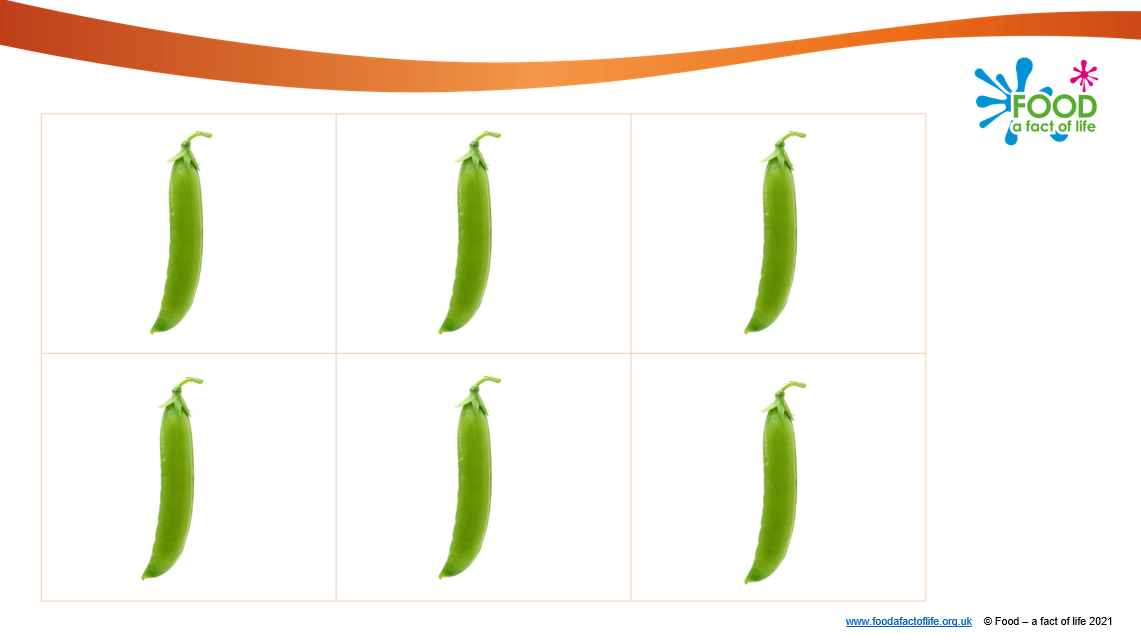 FOOD
a fact of life
www.foodafactoflife.org.uk © Food – a fact of life 2021